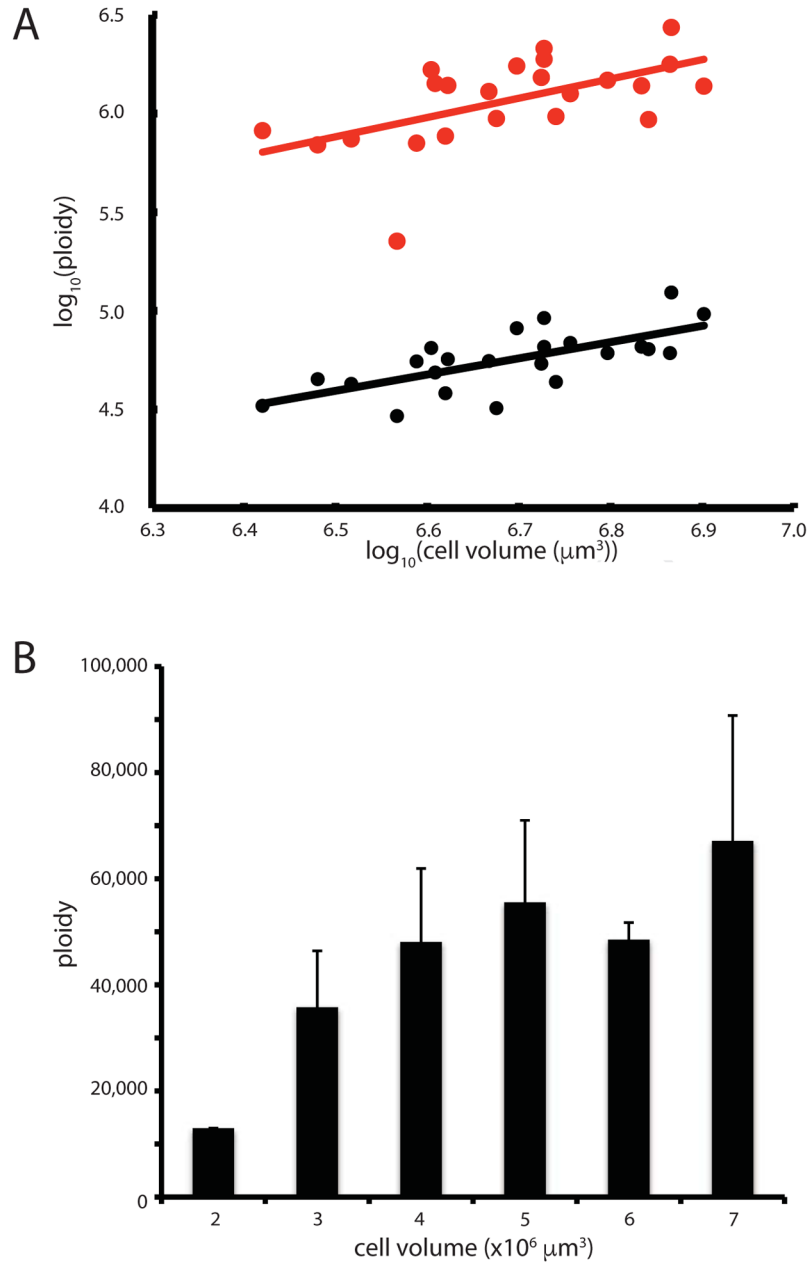 A
6.5
6.0
5.5
5.0
4.5
4.0
log₁₀(ploidy)
6.3 6.4 6.5 6.6 6.7 6.8 6.9 7.0
log₁₀(cell volume (μm³))
B
100,000
80,000
60,000
40,000
20,000
0
ploidy
2 3 4 5 6 7
cell volume (x10⁶ μm³)